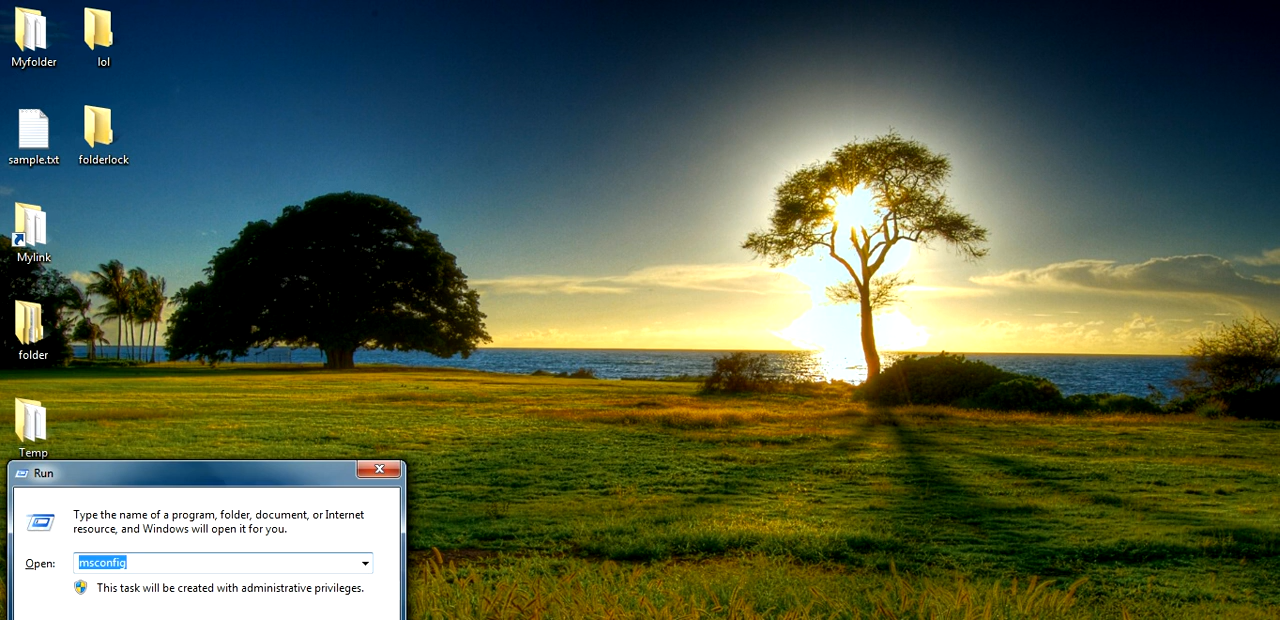 Myfolder
lol
sample.txt
folderlock
Mylink
folder
Temp
Run
Type the name of a program, folder, document, or Internet
resource, and Windows will open it for you.
Open:
msconfig
This task will be created with administrative privileges.